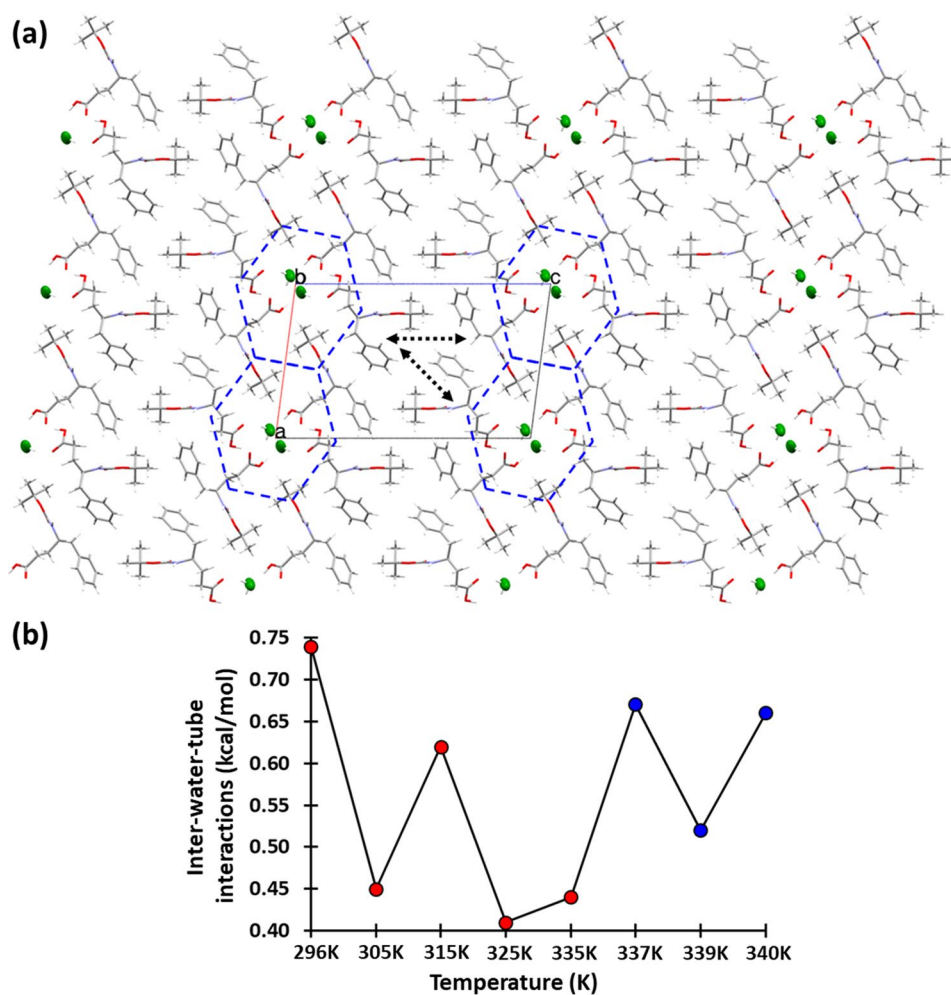 (a)
b
c
a
(b)
0.75
0.70
0.65
0.60
0.55
0.50
0.45
0.40
Inter-water-tube
interactions (kcal/mol)
296K 305K 315K 325K 335K 337K 339K 340K
Temperature (K)